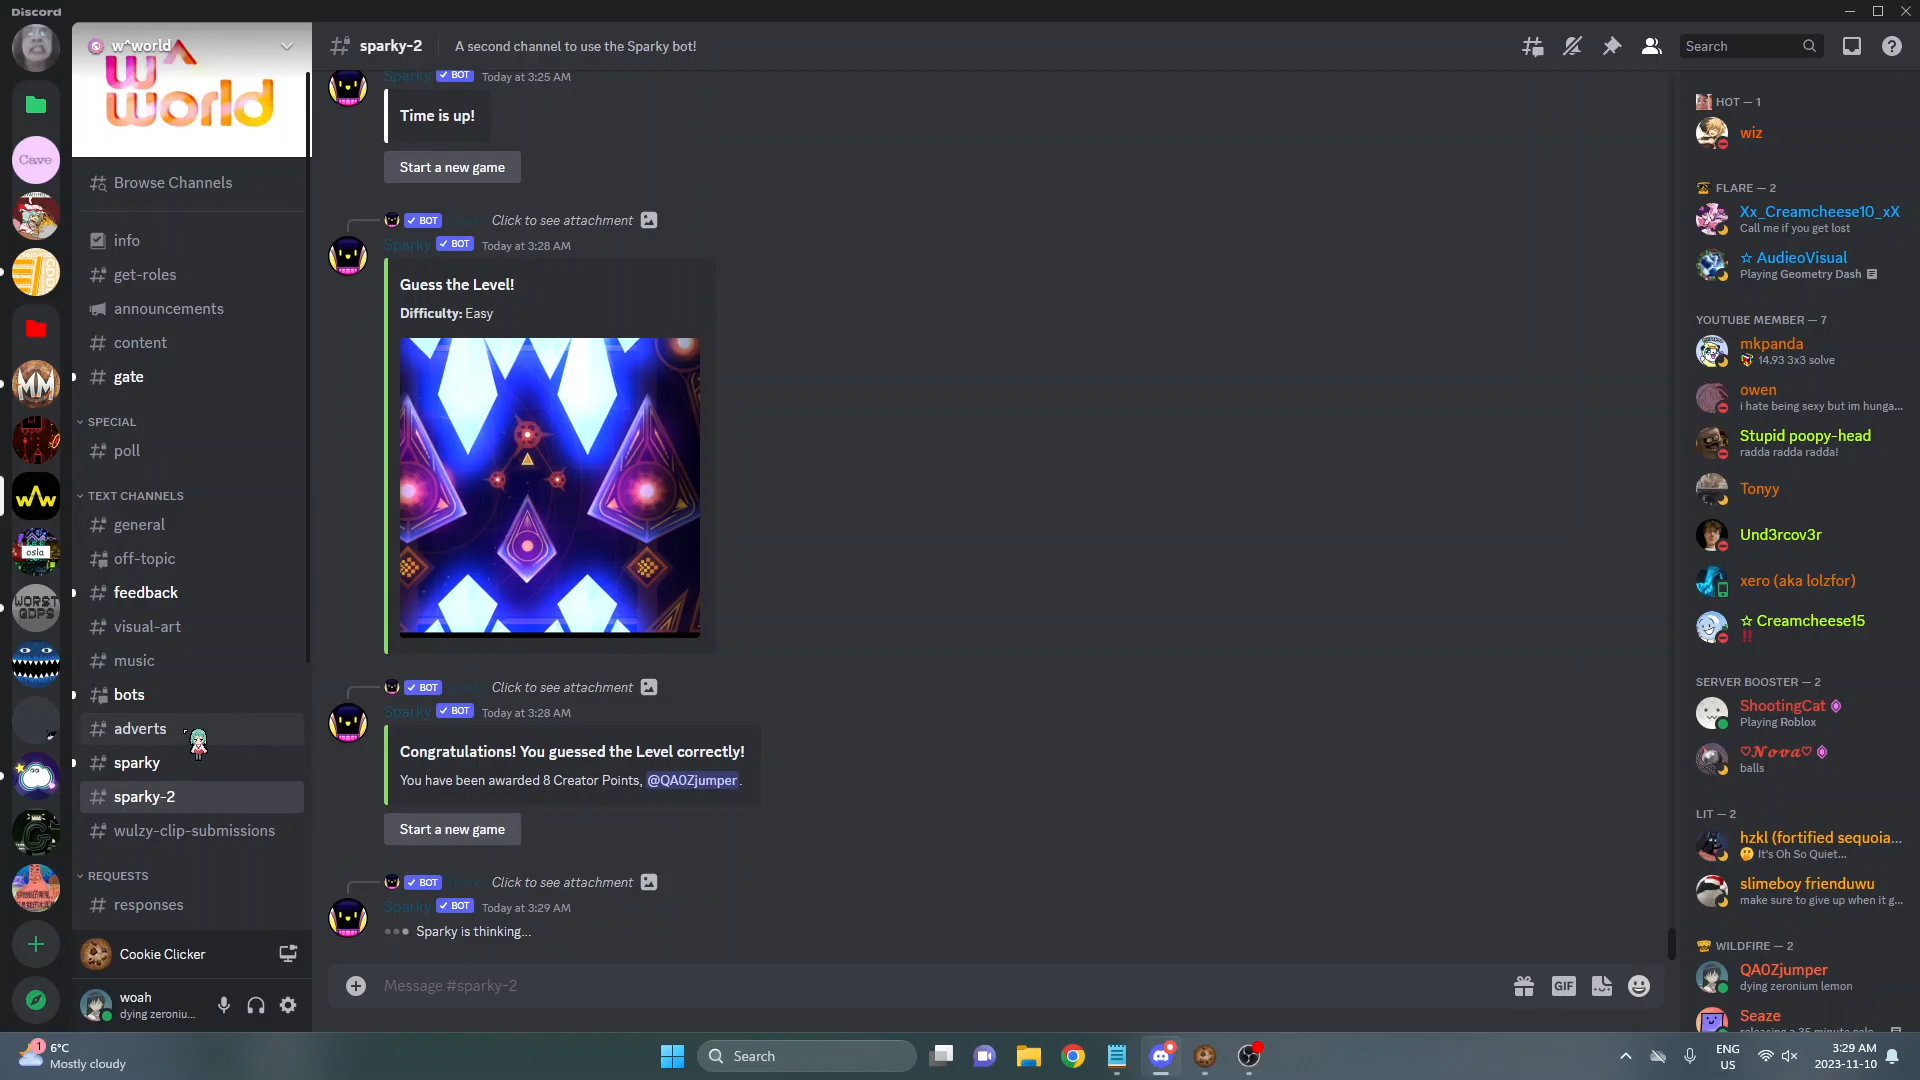 Discord
w^world
w^
world
Browse Channels
info
get-roles
announcements
content
gate
SPECIAL
poll
TEXT CHANNELS
general
off-topic
feedback
visual-art
music
bots
adverts
sparky
sparky-2
wulzy-clip-submissions
REQUESTS
responses
Cookie Clicker
woah
dying zeroniu...
Cave
MM
wAw
osla
WORST
GDPS
sparky-2
A second channel to use the Sparky bot!
Search
Sparky ✓ BOT Today at 3:25 AM
Time is up!
Start a new game
✓ BOT Click to see attachment
Sparky ✓ BOT Today at 3:28 AM
Guess the Level!
Difficulty: Easy
✓ BOT Click to see attachment
Sparky ✓ BOT Today at 3:28 AM
Congratulations! You guessed the Level correctly!
You have been awarded 8 Creator Points, @QA0Zjumper.
Start a new game
✓ BOT Click to see attachment
Sparky ✓ BOT Today at 3:29 AM
Sparky is thinking...
Message #sparky-2
GIF
HOT — 1
wiz
FLARE — 2
Xx_Creamcheese10_xX
Call me if you get lost
☆ AudieoVisual
Playing Geometry Dash
YOUTUBE MEMBER — 7
mkpanda
14.93 3x3 solve
owen
i hate being sexy but im hunga...
Stupid poopy-head
radda radda radda!
Tonyy
Und3rcov3r
xero (aka lolzfor)
☆ Creamcheese15
‼
SERVER BOOSTER — 2
ShootingCat
Playing Roblox
♡𝓝𝓸𝓿𝓪♡
balls
LIT — 2
hzkl (fortified sequoia...
It's Oh So Quiet...
slimeboy frienduwu
make sure to give up when it g...
WILDFIRE — 2
QA0Zjumper
dying zeronium lemon
Seaze
1
6°C
Mostly cloudy
Search
ENG
US
3:29 AM
2023-11-10